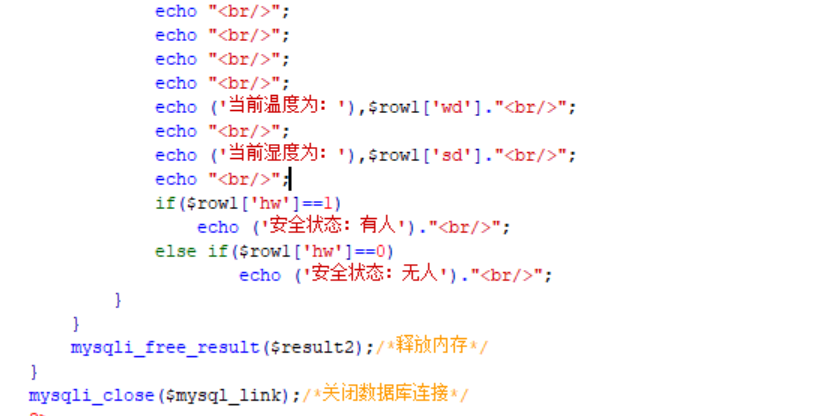 echo "<br/>";
echo "<br/>";
echo "<br/>";
echo "<br/>";
echo ('当前温度为：'),$row1['wd']."<br/>";
echo "<br/>";
echo ('当前湿度为：'),$row1['sd']."<br/>";
echo "<br/>";
if($row1['hw']==1)
echo ('安全状态：有人')."<br/>";
else if($row1['hw']==0)
echo ('安全状态：无人')."<br/>";
}
}
mysqli_free_result($result2);/*释放内存*/
}
mysqli_close($mysql_link);/*关闭数据库连接*/